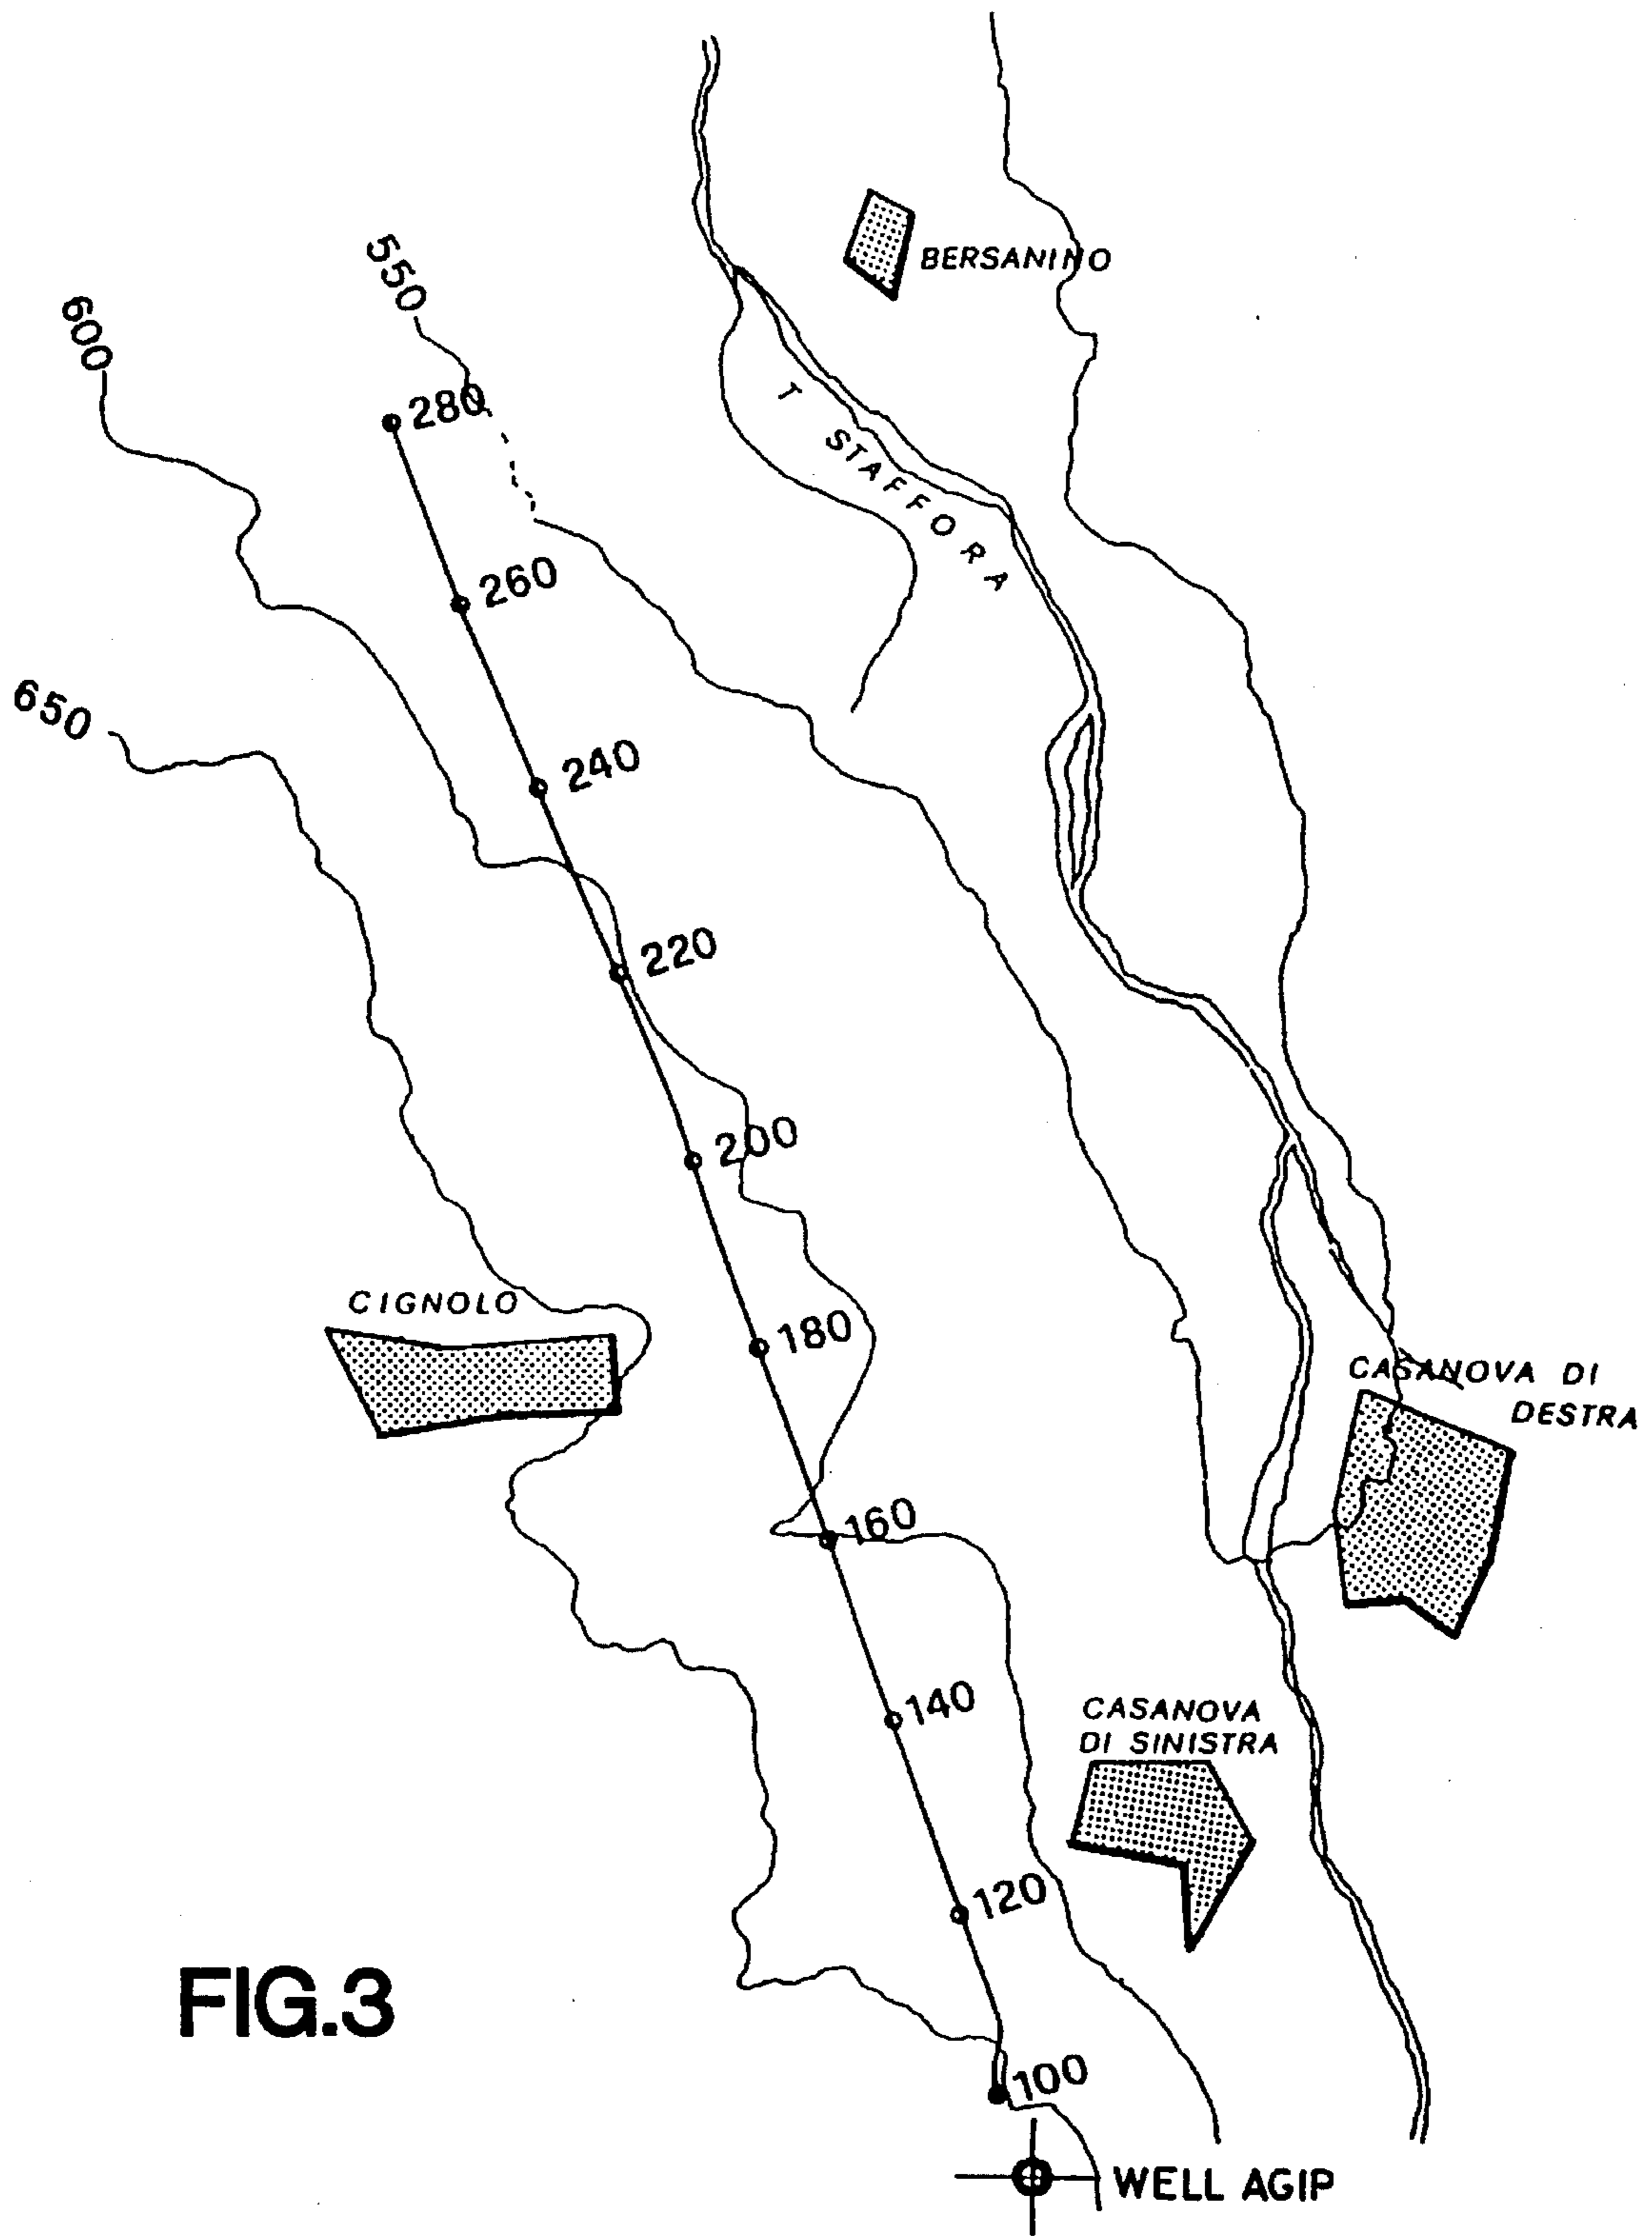 BERSANINO
550
600
280
T STAFFORA
260
650
240
220
200
CIGNOLO
180
CASANOVA DI
DESTRA
160
140
CASANOVA
DI SINISTRA
120
FIG.3
100
WELL AGIP